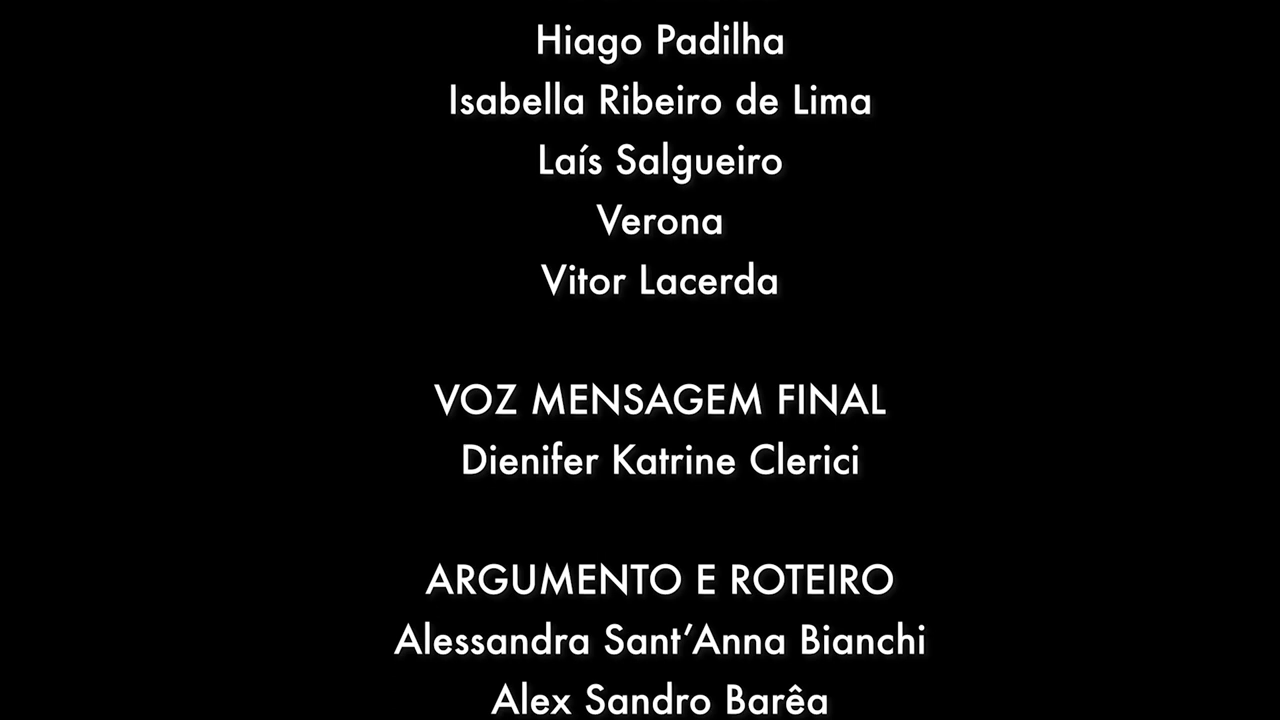 Hiago Padilha
Isabella Ribeiro de Lima
Laís Salgueiro
Verona
Vitor Lacerda
VOZ MENSAGEM FINAL
Dienifer Katrine Clerici
ARGUMENTO E ROTEIRO
Alessandra Sant’Anna Bianchi
Alex Sandro Barêa